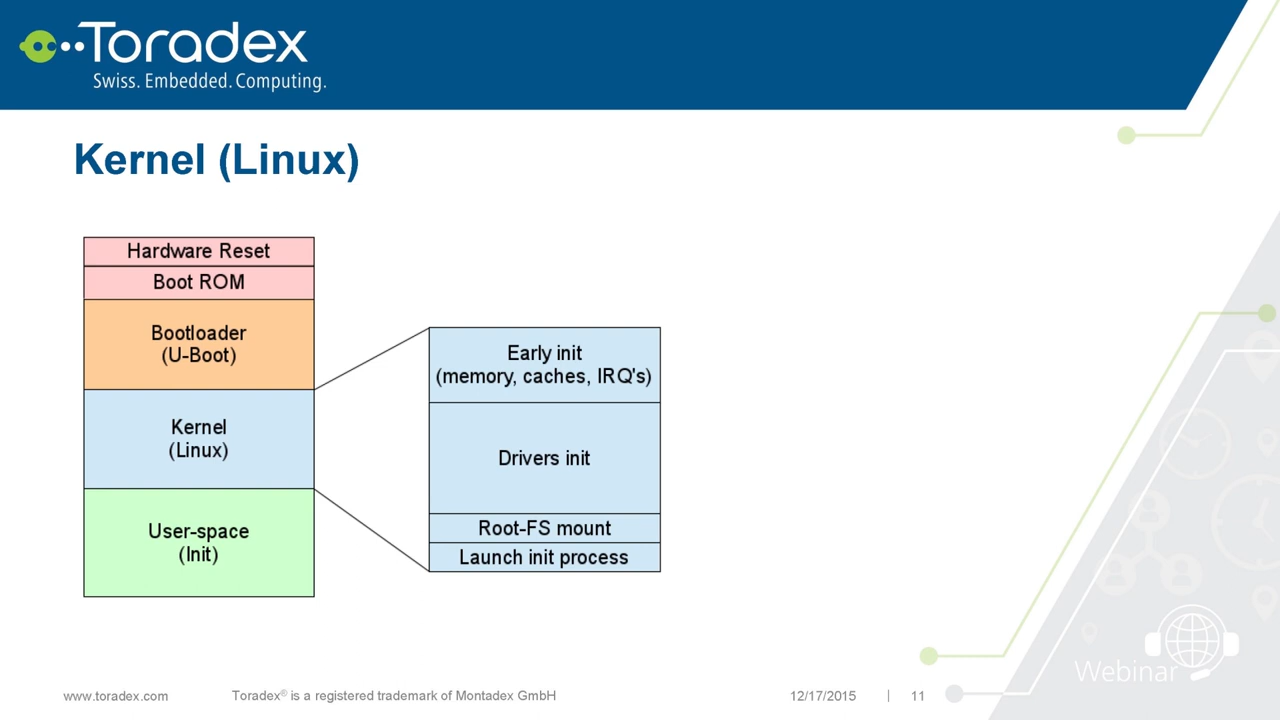 Toradex
Swiss. Embedded. Computing.
Kernel (Linux)
Hardware Reset
Boot ROM
Bootloader
(U-Boot)
Kernel
(Linux)
User-space
(Init)
Early init
(memory, caches, IRQ's)
Drivers init
Root-FS mount
Launch init process
Webinar
www.toradex.com
Toradex® is a registered trademark of Montadex GmbH
12/17/2015 | 11